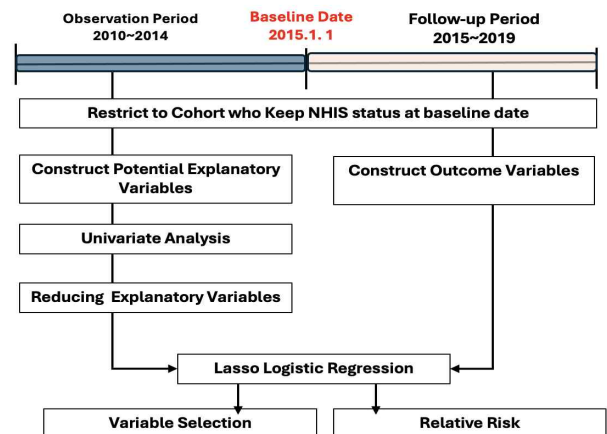 Observation Period
2010~2014
Baseline Date
2015.1. 1
Follow-up Period
2015~2019
Restrict to Cohort who Keep NHIS status at baseline date
Construct Potential Explanatory
Variables
Construct Outcome Variables
Univariate Analysis
Reducing Explanatory Variables
Lasso Logistic Regression
Variable Selection
Relative Risk